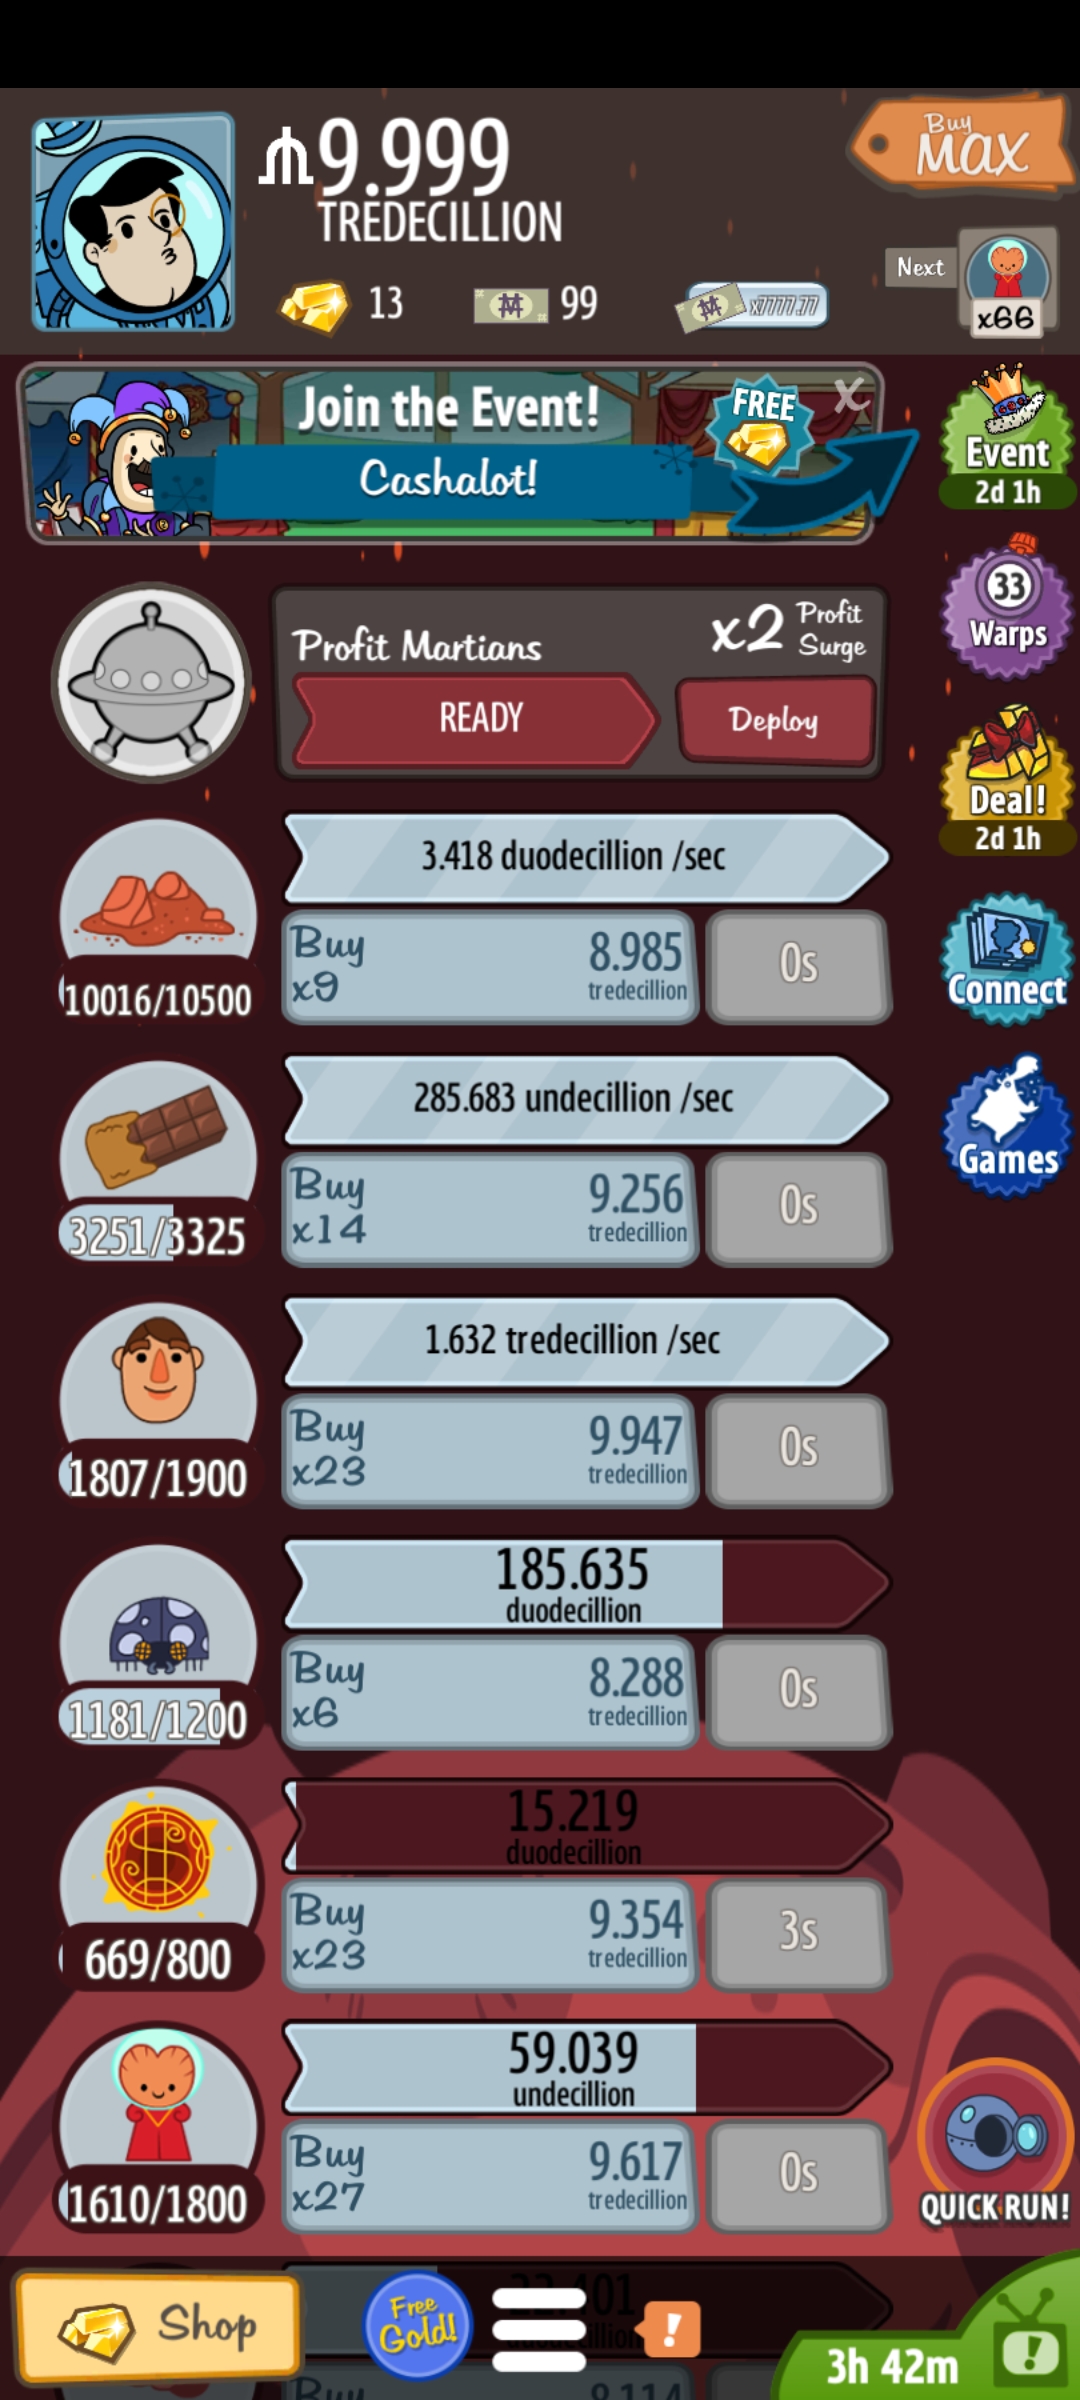 9.999
TREDECILLION
Buy
MAX
13
99
x7777.77
Next
x66
Join the Event!
FREE
X
Cashalot!
Event
2d 1h
33
Warps
Profit Martians
x2 Profit
Surge
READY
Deploy
Deal!
2d 1h
3.418 duodecillion /sec
Buy
x9
8.985
tredecillion
0s
10016/10500
Connect
285.683 undecillion /sec
Buy
x14
9.256
tredecillion
0s
3251/3325
Games
1.632 tredecillion /sec
Buy
x23
9.947
tredecillion
0s
1807/1900
185.635
duodecillion
Buy
x6
8.288
tredecillion
0s
1181/1200
15.219
duodecillion
Buy
x23
9.354
tredecillion
3s
669/800
59.039
undecillion
Buy
x27
9.617
tredecillion
0s
1610/1800
QUICK RUN!
Shop
Free
Gold!
!
3h 42m
!
Buy
9.114